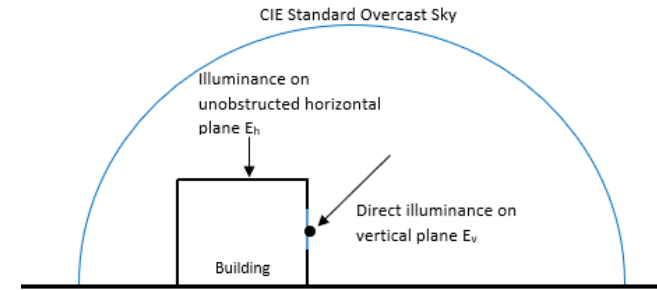 CIE Standard Overcast Sky
Illuminance on
unobstructed horizontal
plane Eₕ
Direct illuminance on
vertical plane Eᵥ
Building